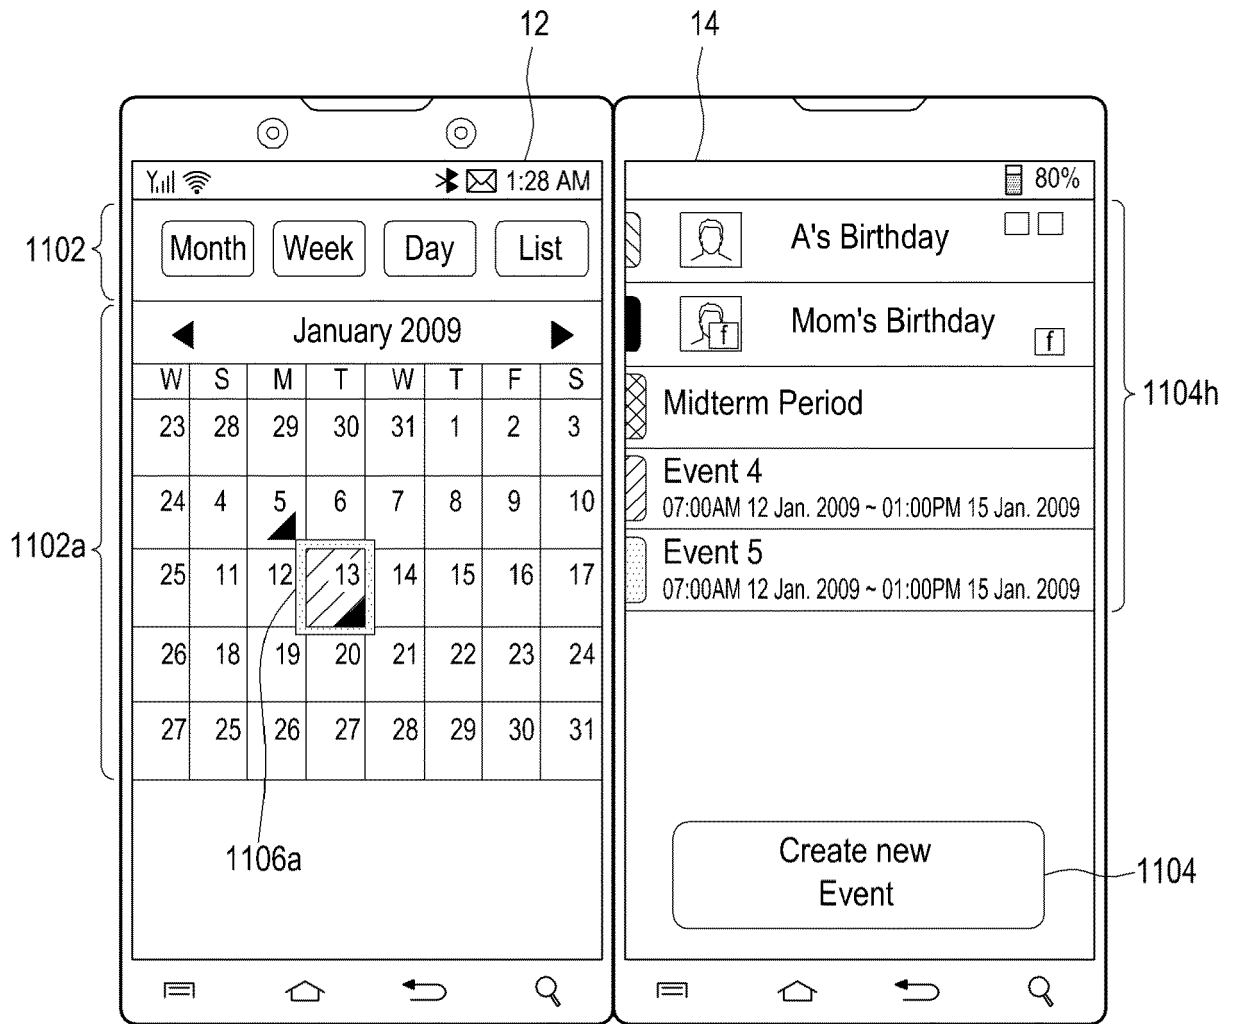 12
14
1:28 AM
80%
1102
Month Week Day List
A's Birthday
f
Mom's Birthday
f
January 2009
1104h
Midterm Period
W S M T W T F S
23 28 29 30 31 1 2 3
Event 4
07:00AM 12 Jan. 2009 ~ 01:00PM 15 Jan. 2009
24 4 5 6 7 8 9 10
1102a
Event 5
07:00AM 12 Jan. 2009 ~ 01:00PM 15 Jan. 2009
25 11 12 13 14 15 16 17
26 18 19 20 21 22 23 24
27 25 26 27 28 29 30 31
1106a
Create new
Event
1104